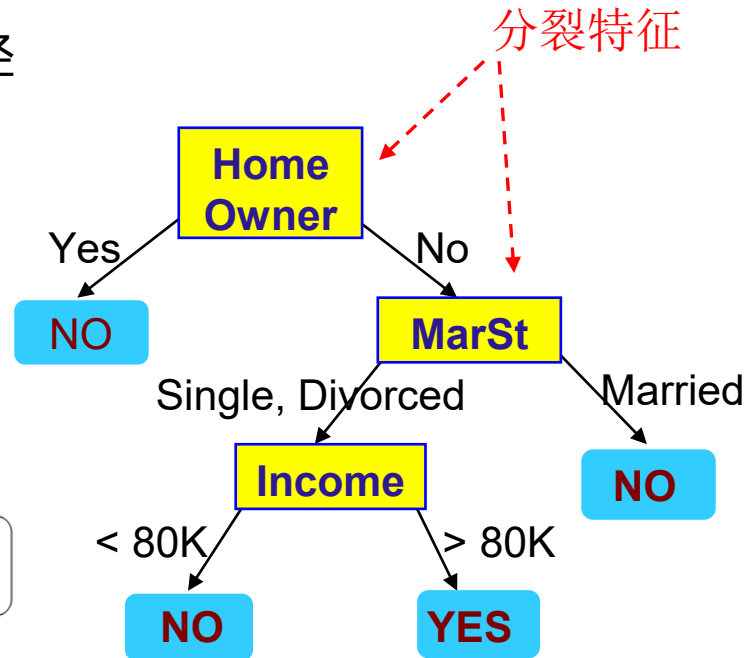 分裂特征
Home
Owner
Yes
No
NO
MarSt
Single, Divorced
Married
Income
NO
< 80K
> 80K
NO
YES